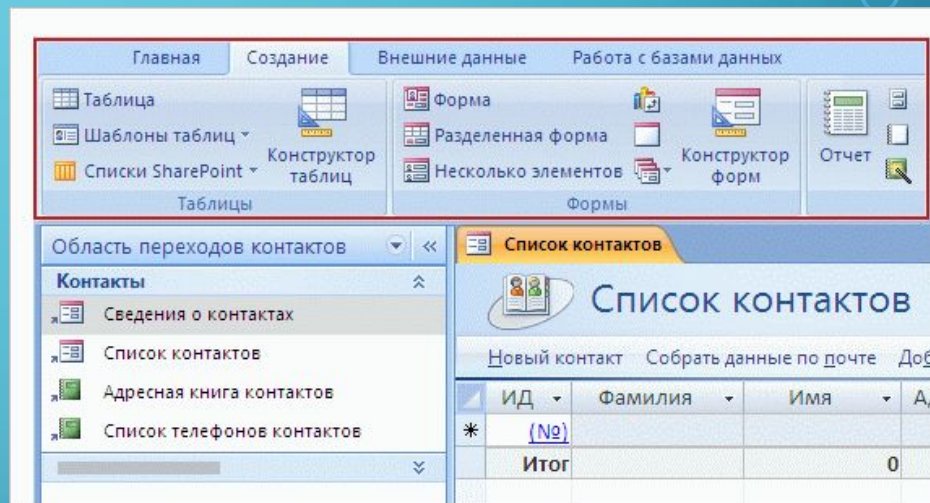 Главная Создание Внешние данные Работа с базами данных
Таблица
Шаблоны таблиц
Списки SharePoint
Конструктор
таблиц
Таблицы
Форма
Разделенная форма
Несколько элементов
Конструктор
форм
Формы
Отчет
Область переходов контактов
Контакты
Сведения о контактах
Список контактов
Адресная книга контактов
Список телефонов контактов
Список контактов
Список контактов
Новый контакт Собрать данные по почте
ИД Фамилия Имя
(№)
Итог 0